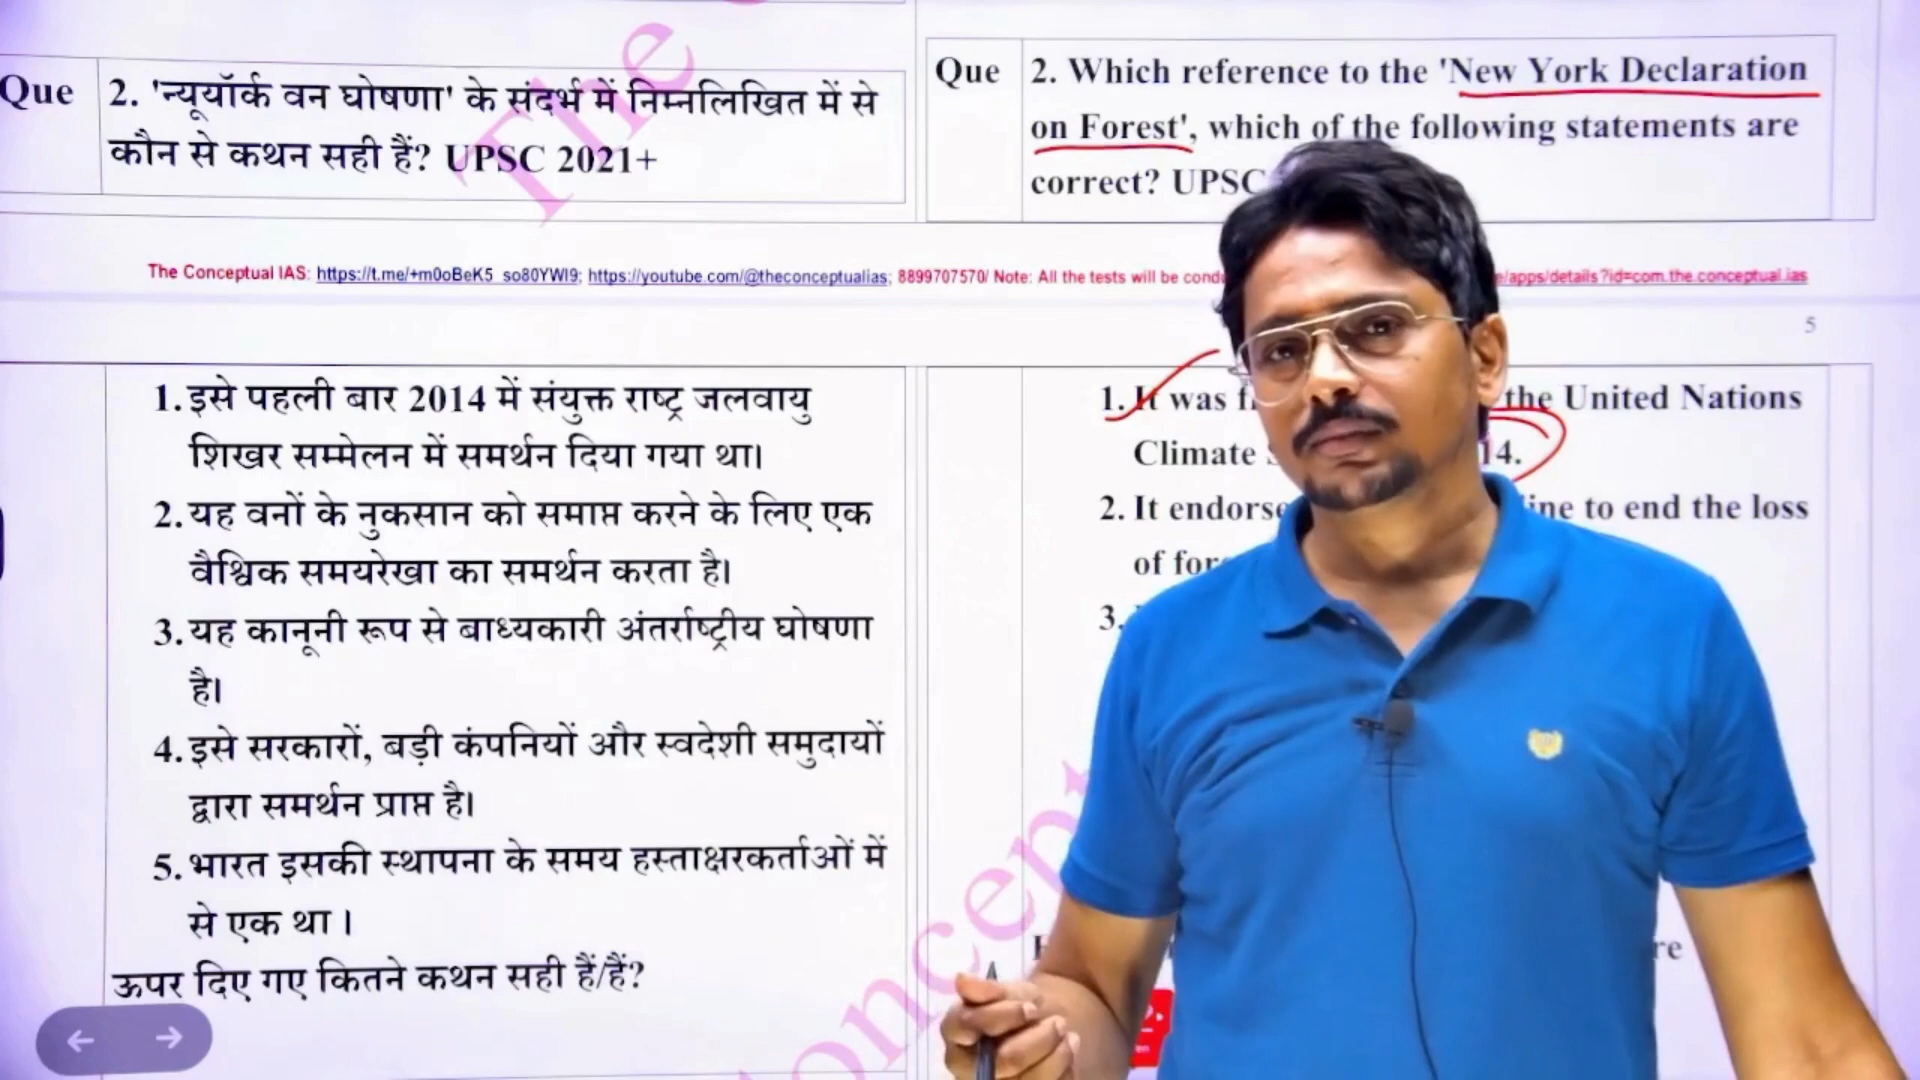 Que
2. 'न्यूयॉर्क वन घोषणा' के संदर्भ में निम्नलिखित में से
कौन से कथन सही हैं? UPSC 2021+
Que
2. Which reference to the 'New York Declaration
on Forest', which of the following statements are
correct? UPSC
The Conceptual IAS: https://t.me/+m0oBeK5_so80YWI9; https://youtube.com/@theconceptualias; 8899707570/ Note: All the tests will be
e/apps/details?id=com.the.conceptual.ias
5
1. इसे पहली बार 2014 में संयुक्त राष्ट्र जलवायु
शिखर सम्मेलन में समर्थन दिया गया था।
2. यह वनों के नुकसान को समाप्त करने के लिए एक
वैश्विक समयरेखा का समर्थन करता है।
3. यह कानूनी रूप से बाध्यकारी अंतर्राष्ट्रीय घोषणा
है।
4. इसे सरकारों, बड़ी कंपनियों और स्वदेशी समुदायों
द्वारा समर्थन प्राप्त है।
5. भारत इसकी स्थापना के समय हस्ताक्षरकर्ताओं में
से एक था ।
ऊपर दिए गए कितने कथन सही हैं/हैं?
1. It was the United Nations
Climate 14.
2. It to end the loss
of
3.
The